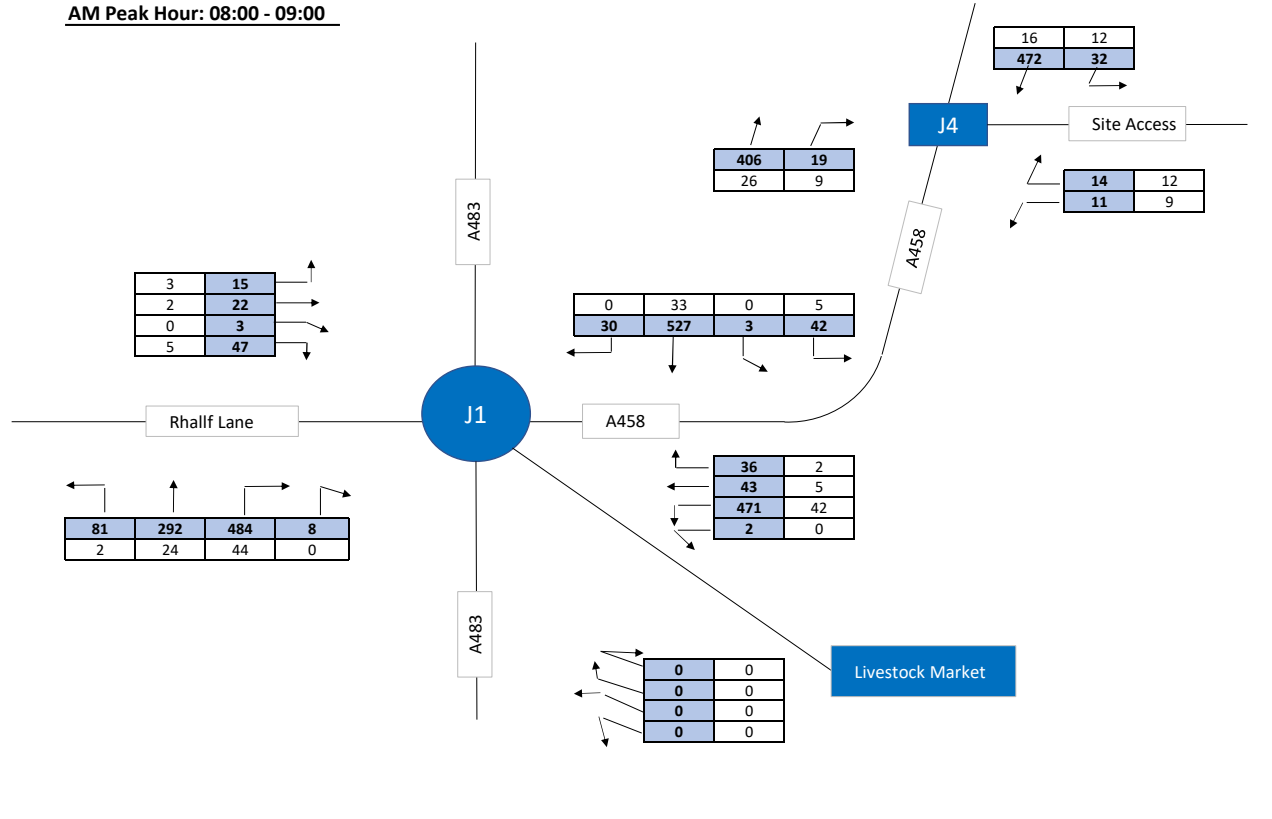 AM Peak Hour: 08:00 - 09:00
16 12
472 32
J4
Site Access
406 19
26 9
14 12
11 9
A483
A458
3 15
2 22
0 3
5 47
0 33 0 5
30 527 3 42
J1
Rhallf Lane
A458
36 2
43 5
471 42
2 0
81 292 484 8
2 24 44 0
A483
Livestock Market
0 0
0 0
0 0
0 0